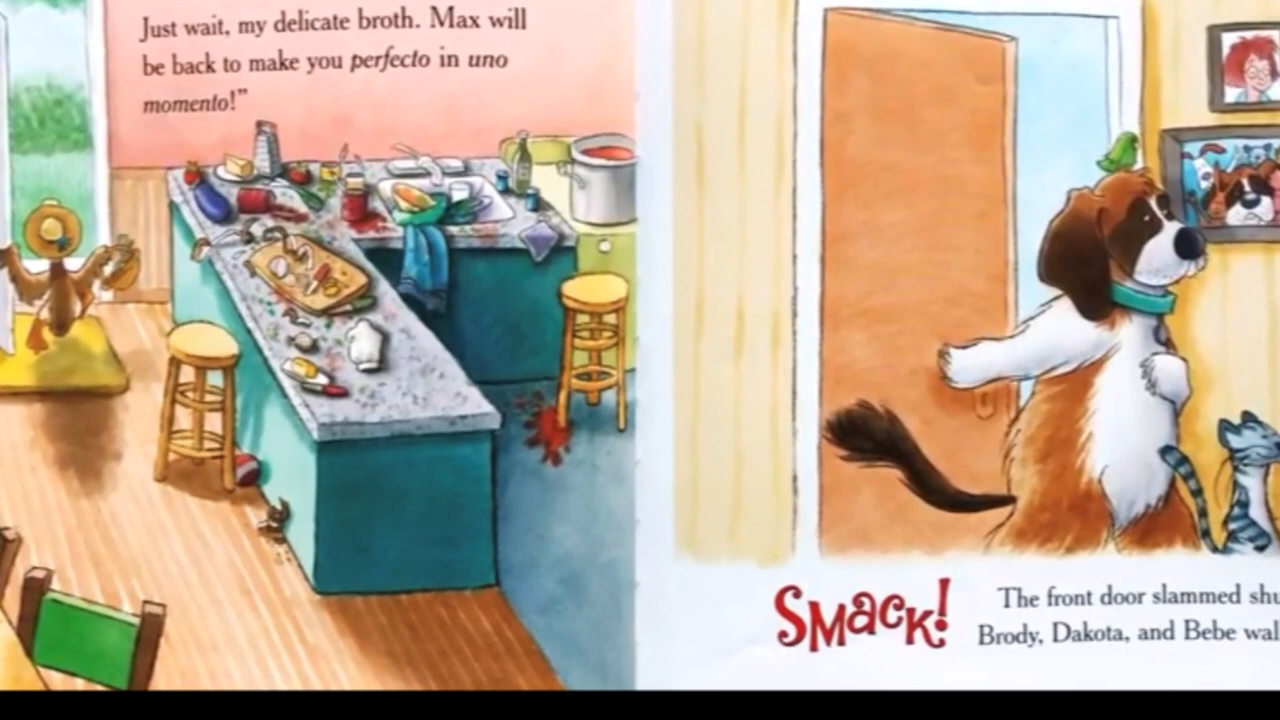 Just wait, my delicate broth. Max will
be back to make you perfecto in uno
momento!”
SMack!
The front door slammed
Brody, Dakota, and Bebe